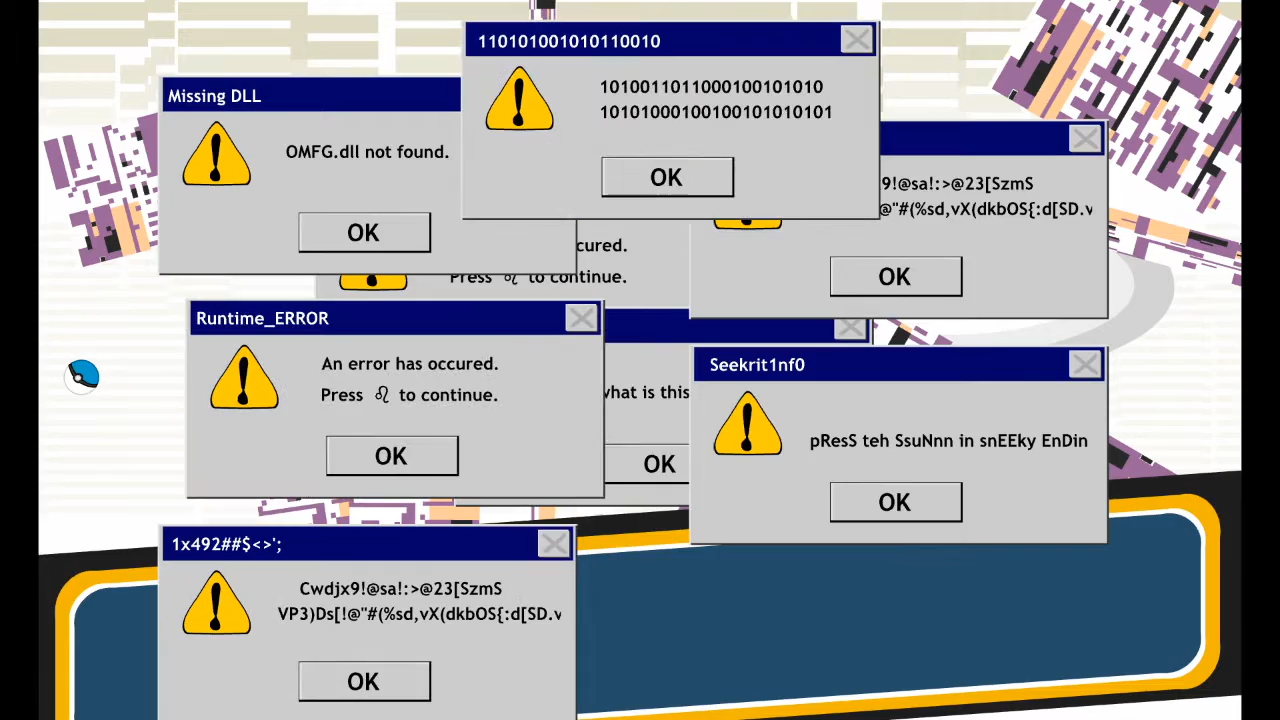 110101001010110010
1010011011000100101010
1010100010010010101010​1
OK
Missing DLL
OMFG.dll not found.
OK
9!@sa!:>@23[SzmS
@"#(%sd,vX(dkbOS{:d[SD.v
OK
cured.
Press ♌ to continue.
Runtime_ERROR
An error has occured.
Press ♌ to continue.
OK
what is this
OK
Seekrit1nf0
pResS teh SsuNnn in snEEky EnDin
OK
1x492##$<>';
Cwdjx9!@sa!:>@23[SzmS
VP3)Ds[!@"#(%sd,vX(dkbOS{:d[SD.v
OK